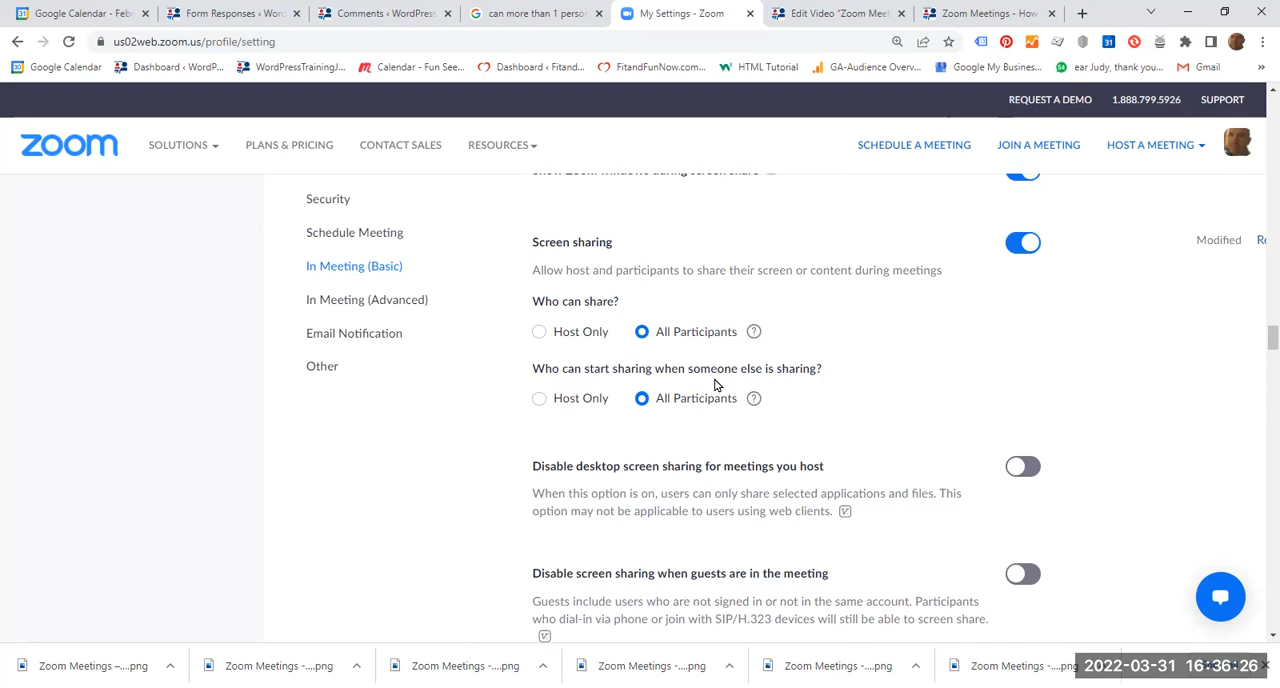 Google Calendar - Febr
Form Responses ‹ Word
Comments ‹ WordPress
can more than 1 person
My Settings - Zoom
Edit Video "Zoom Meet
Zoom Meetings - How
us02web.zoom.us/profile/setting
Google Calendar
Dashboard ‹ WordP...
WordPressTrainingJ...
Calendar - Fun See...
Dashboard ‹ Fitand...
FitandFunNow.com...
HTML Tutorial
GA-Audience Overv...
Google My Busines...
ear Judy, thank you...
Gmail
»
REQUEST A DEMO 1.888.799.5926 SUPPORT
zoom
SOLUTIONS PLANS & PRICING CONTACT SALES RESOURCES
SCHEDULE A MEETING JOIN A MEETING HOST A MEETING
Security
Schedule Meeting
In Meeting (Basic)
In Meeting (Advanced)
Email Notification
Other
Show Zoom windows during screen share
Screen sharing
Modified Re
Allow host and participants to share their screen or content during meetings
Who can share?
Host Only All Participants ?
Who can start sharing when someone else is sharing?
Host Only All Participants ?
Disable desktop screen sharing for meetings you host
When this option is on, users can only share selected applications and files. This
option may not be applicable to users using web clients.
Disable screen sharing when guests are in the meeting
Guests include users who are not signed in or not in the same account. Participants
who dial-in via phone or join with SIP/H.323 devices will still be able to screen share.
Zoom Meetings –....png
Zoom Meetings -....png
Zoom Meetings -....png
Zoom Meetings -....png
Zoom Meetings -....png
Zoom Meetings -....png
2022-03-31 16:36:26